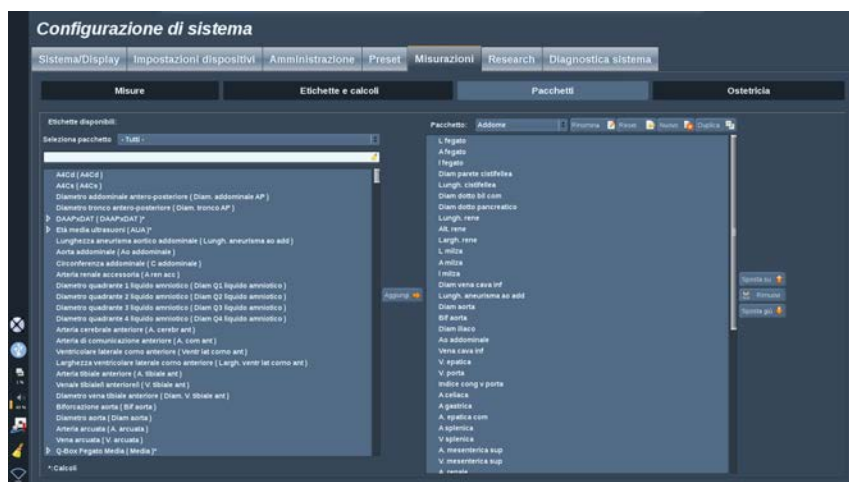 Configurazione di sistema
Sistema/Display Impostazioni dispositivi Amministrazione Preset Misurazioni Research Diagnostica sistema
Misure Etichette e calcoli Pacchetti Ostetricia
Etichette disponibili:
Seleziona pacchetto - Tutti -
A4Cd ( A4Cd )
A4Cs ( A4Cs )
Diametro addominale antero-posteriore ( Diam. addominale AP )
Diametro tronco antero-posteriore ( Diam. tronco AP )
DAAPxDAT ( DAAPxDAT )*
Età media ultrasuoni ( AUA )*
Lunghezza aneurisma aortico addominale ( Lungh. aneurisma ao add )
Aorta addominale ( Ao addominale )
Circonferenza addominale ( C addominale )
Arteria renale accessoria ( A ren acc )
Diametro quadrante 1 liquido amniotico ( Diam Q1 liquido amniotico )
Diametro quadrante 2 liquido amniotico ( Diam Q2 liquido amniotico )
Diametro quadrante 3 liquido amniotico ( Diam Q3 liquido amniotico )
Diametro quadrante 4 liquido amniotico ( Diam Q4 liquido amniotico )
Arteria cerebrale anteriore ( A. cerebr ant )
Arteria di comunicazione anteriore ( A. com ant )
Ventricolare laterale corno anteriore ( Ventr lat corno ant )
Larghezza ventricolare laterale corno anteriore ( Largh. ventr lat corno ant )
Arteria tibiale anteriore ( A. tibiale ant )
Diametro vena tibiale anteriore ( Diam. V. tibiale ant )
Biforcazione aorta ( Bif aorta )
Diametro aorta ( Diam aorta )
Arteria arcuata ( A. arcuata )
Vena arcuata ( V. arcuata )
Q-Box Fegato Media ( Media )*
*:Calcoli
Aggiungi
Pacchetto: Addome Rinomina Reset Nuovo Duplica
L fegato
A fegato
I fegato
Diam parete cistifellea
Lungh. cistifellea
Diam dotto bil com
Diam dotto pancreatico
Lungh. rene
Alt. rene
Largh. rene
L milza
A milza
I milza
Diam vena cava inf
Lungh. aneurisma ao add
Diam aorta
Bif aorta
Diam iliaco
Ao addominale
Vena cava inf
V. epatica
V. porta
Indice cong v porta
A celiaca
A gastrica
A. epatica com
A splenica
V splenica
A. mesenterica sup
V. mesenterica sup
A. renale
Sposta su
Rimuovi
Sposta giù